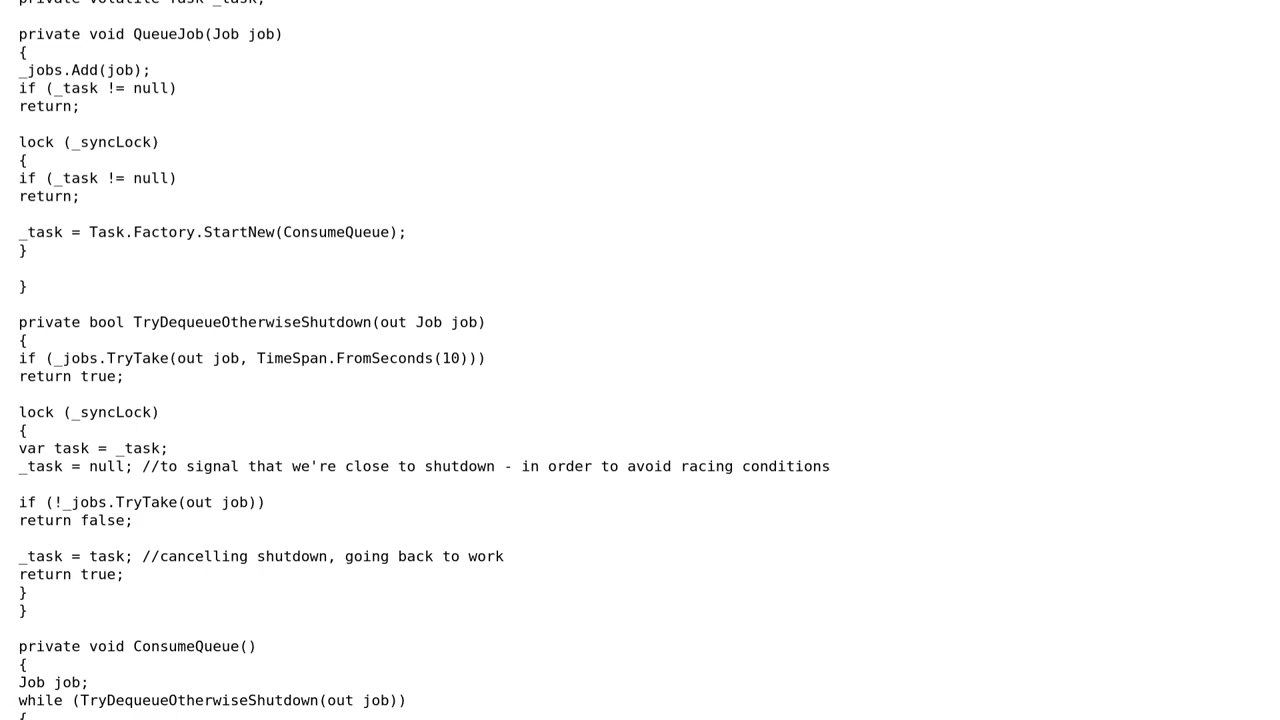 private volatile Task _task;
private void QueueJob(Job job)
{
_jobs.Add(job);
if (_task != null)
return;
lock (_syncLock)
{
if (_task != null)
return;
_task = Task.Factory.StartNew(ConsumeQueue);
}
}
private bool TryDequeueOtherwiseShutdown(out Job job)
{
if (_jobs.TryTake(out job, TimeSpan.FromSeconds(10)))
return true;
lock (_syncLock)
{
var task = _task;
_task = null; //to signal that we're close to shutdown - in order to avoid racing conditions
if (!_jobs.TryTake(out job))
return false;
_task = task; //cancelling shutdown, going back to work
return true;
}
}
private void ConsumeQueue()
{
Job job;
while (TryDequeueOtherwiseShutdown(out job))
{